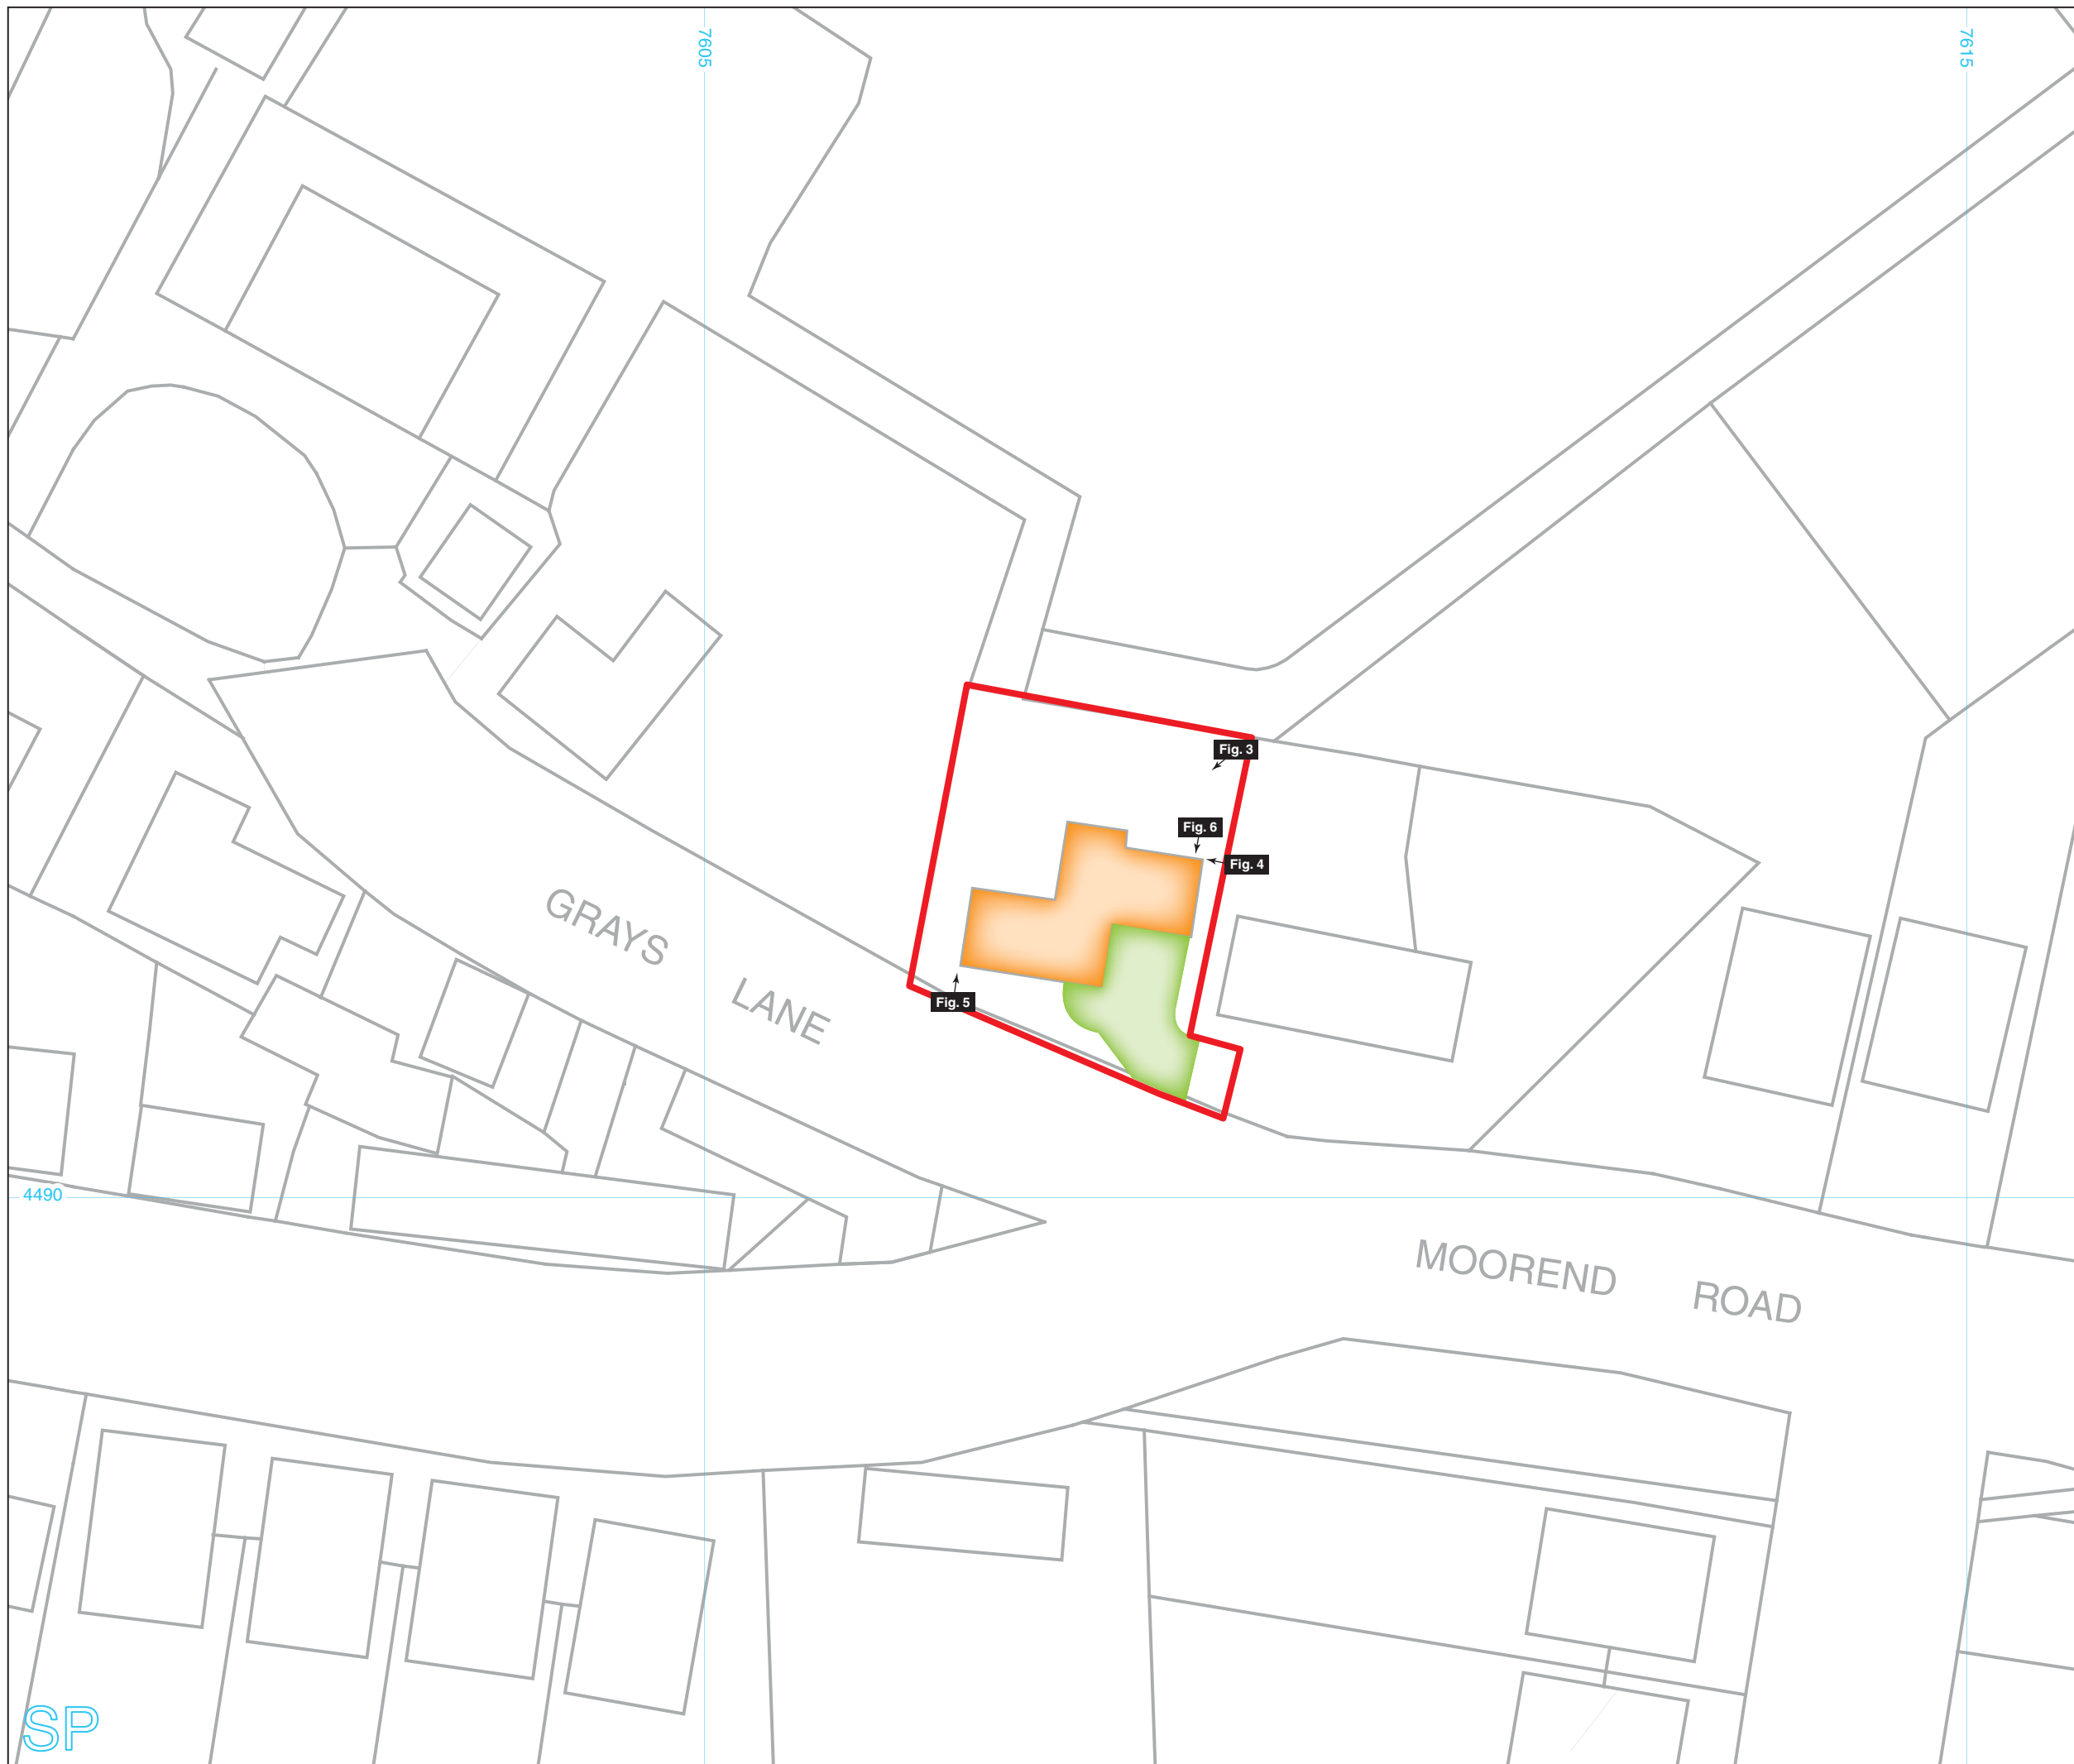 7605
7615
Fig. 3
Fig. 6
Fig. 4
GRAYS LANE
Fig. 5
4490
MOOREND ROAD
SP